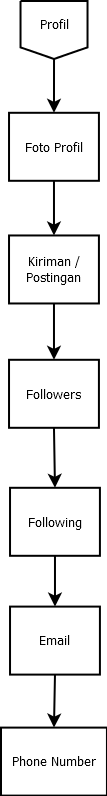 Profil
Foto Profil
Kiriman /
Postingan
Followers
Following
Email
Phone Number